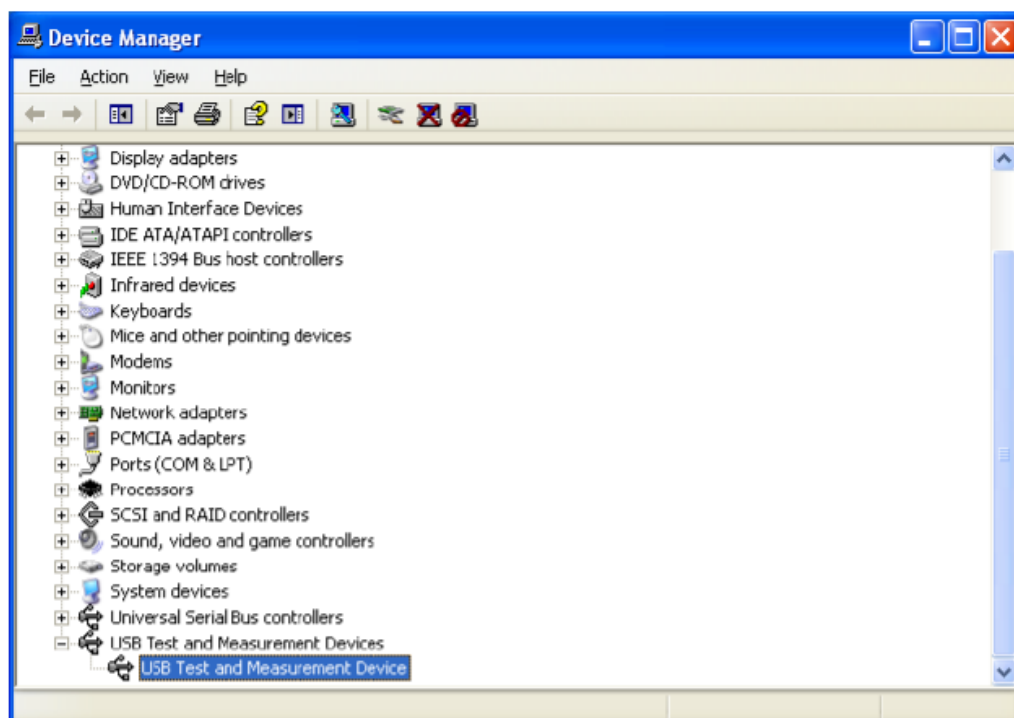 Device Manager
File Action View Help
Display adapters
DVD/CD-ROM drives
Human Interface Devices
IDE ATA/ATAPI controllers
IEEE 1394 Bus host controllers
Infrared devices
Keyboards
Mice and other pointing devices
Modems
Monitors
Network adapters
PCMCIA adapters
Ports (COM & LPT)
Processors
SCSI and RAID controllers
Sound, video and game controllers
Storage volumes
System devices
Universal Serial Bus controllers
USB Test and Measurement Devices
USB Test and Measurement Device